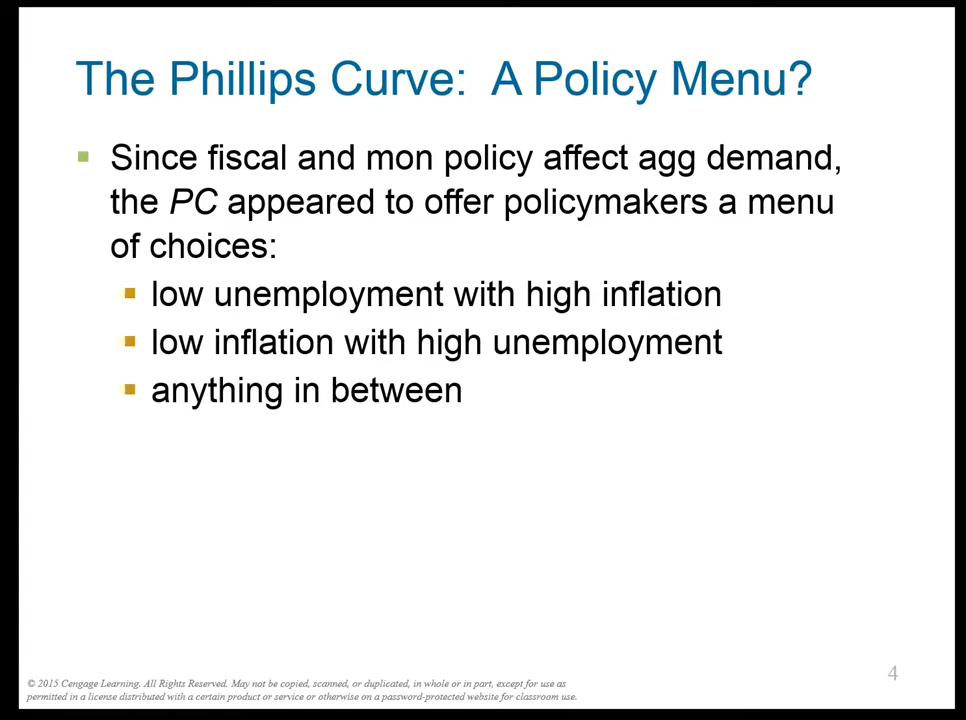 The Phillips Curve: A Policy Menu?
Since fiscal and mon policy affect agg demand,
the PC appeared to offer policymakers a menu
of choices:
low unemployment with high inflation
low inflation with high unemployment
anything in between
4
© 2015 Cengage Learning. All Rights Reserved. May not be copied, scanned, or duplicated, in whole or in part, except for use as
permitted in a license distributed with a certain product or service or otherwise on a password-protected website for classroom use.